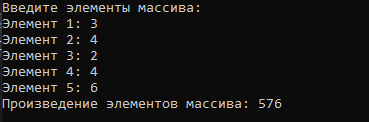 Введите элементы массива:
Элемент 1: 3
Элемент 2: 4
Элемент 3: 2
Элемент 4: 4
Элемент 5: 6
Произведение элементов массива: 576